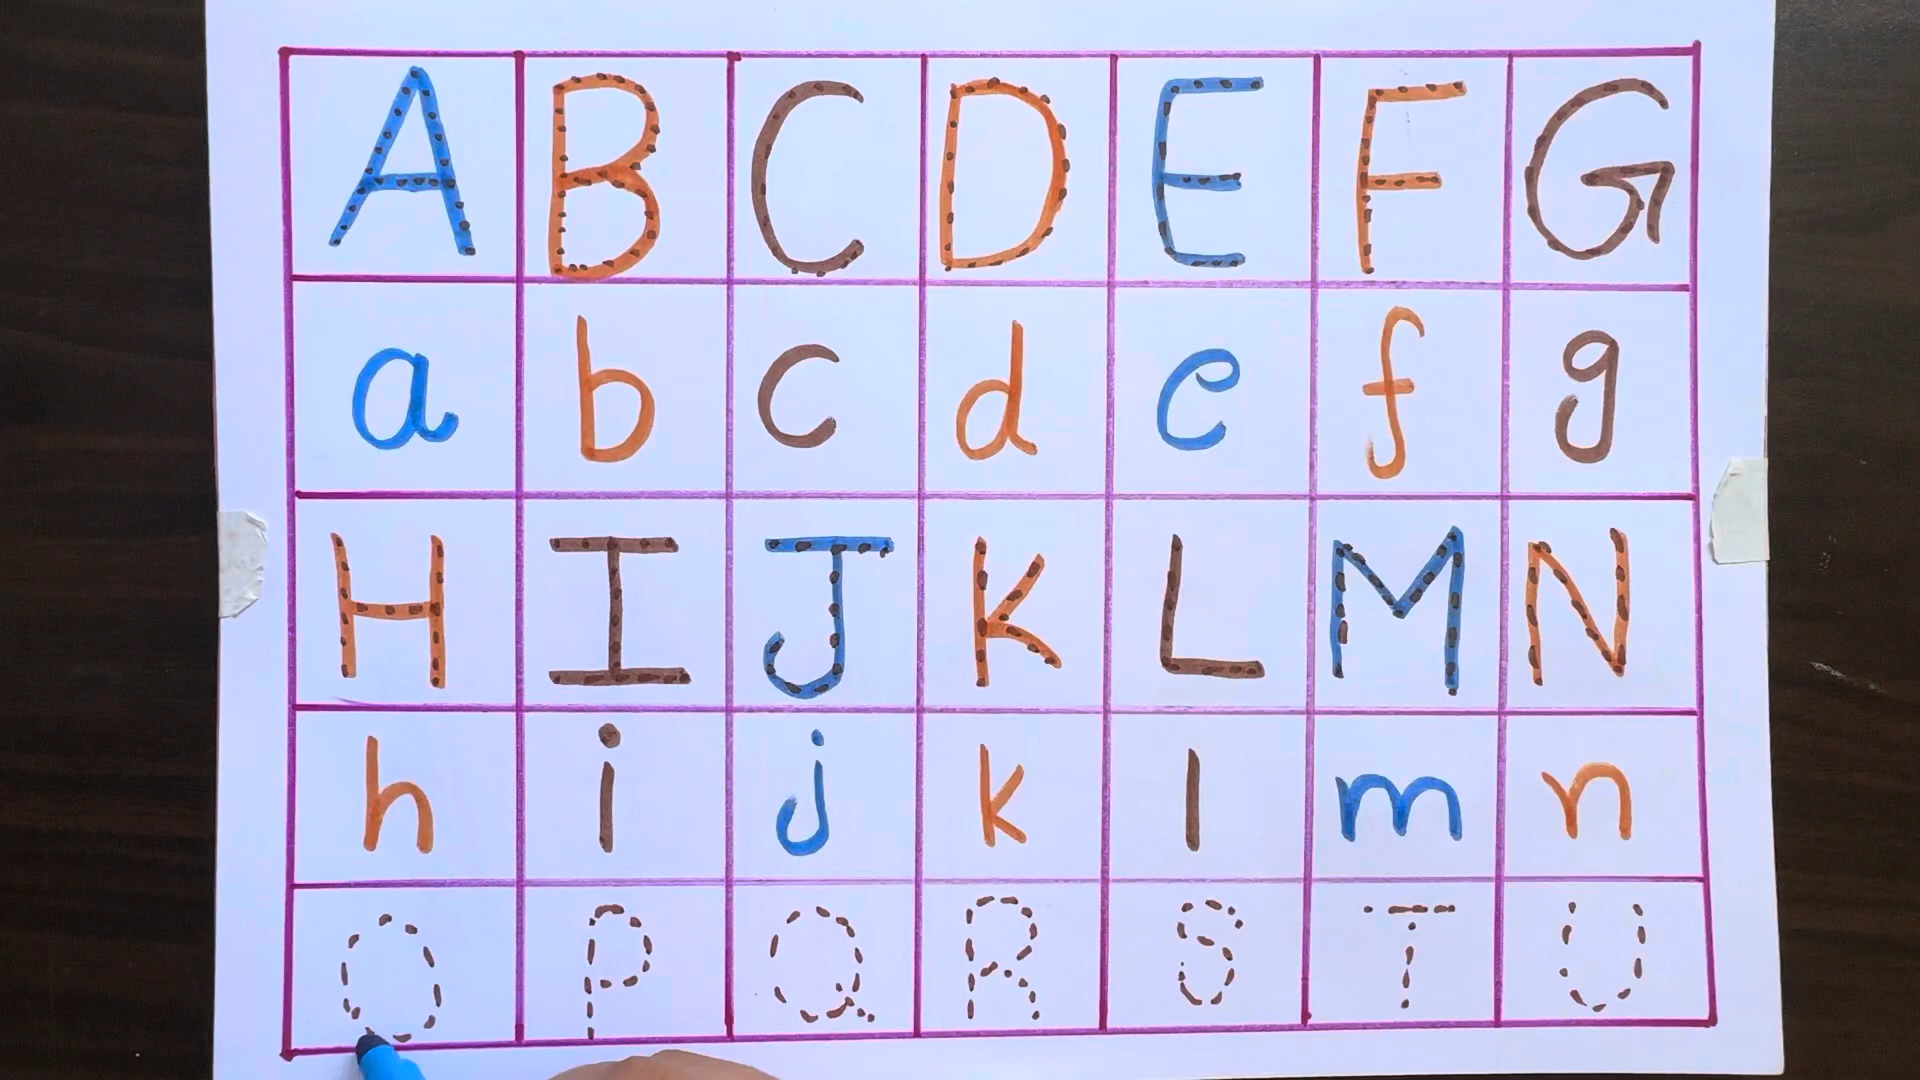 A B C D E F G
a b c d e f g
H I J K L M N
h i j k l m n
O P Q R S T U